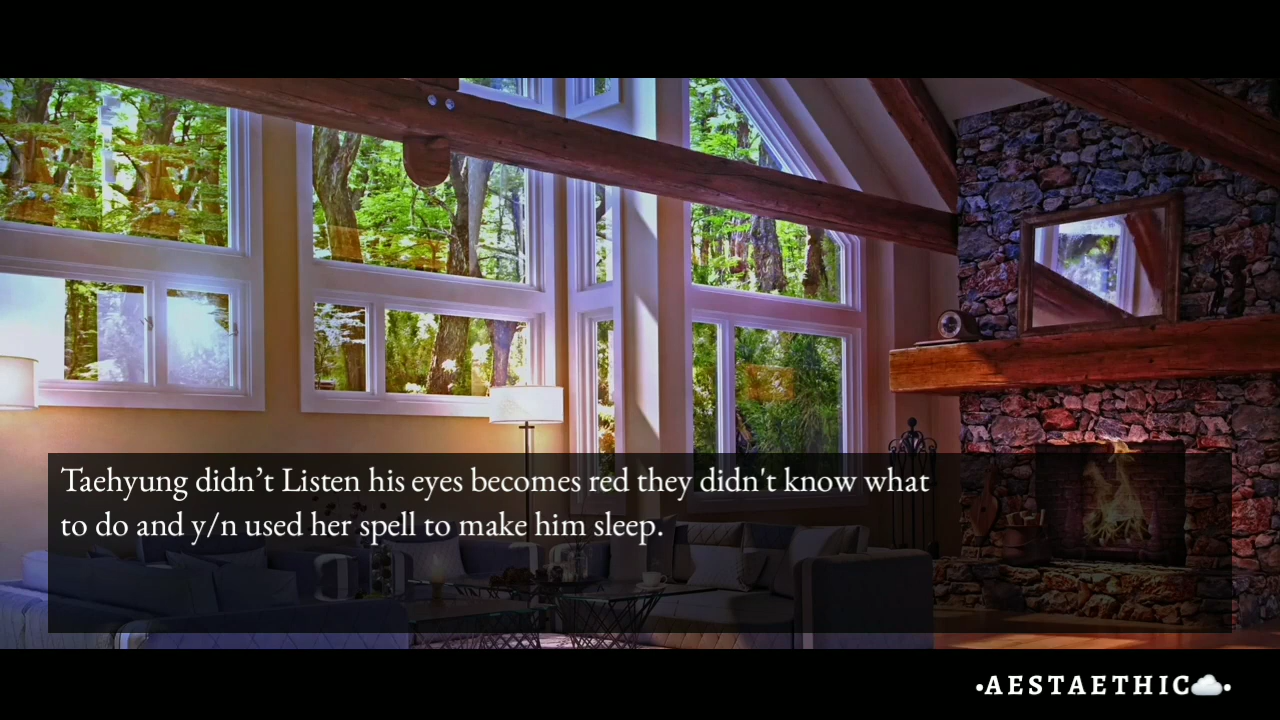 Taehyung didn’t Listen his eyes becomes red they didn't know what
to do and y/n used her spell to make him sleep.
•AESTAETHIC☁️•